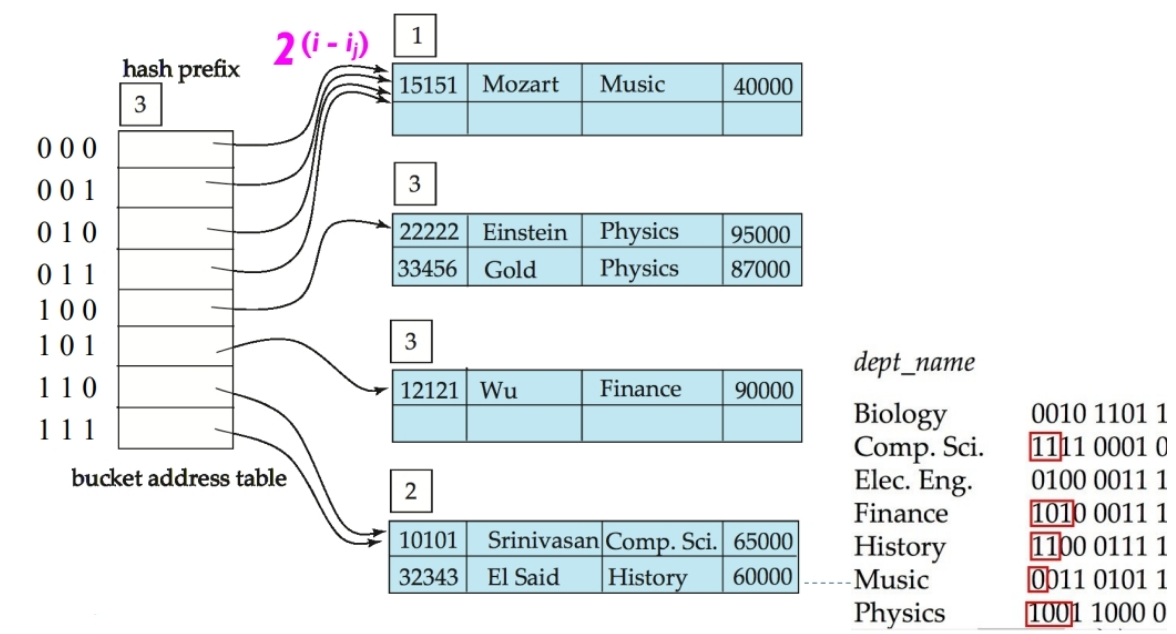 2(i - ij)
1
hash prefix
3
15151 Mozart Music 40000
0 0 0
0 0 1
3
0 1 0
22222 Einstein Physics 95000
0 1 1
33456 Gold Physics 87000
1 0 0
1 0 1
3
1 1 0
12121 Wu Finance 90000
1 1 1
bucket address table
2
10101 Srinivasan Comp. Sci. 65000
32343 El Said History 60000
dept_name
Biology 0010 1101 1
Comp. Sci. 1111 0001 0
Elec. Eng. 0100 0011 1
Finance 1010 0011 1
History 1100 0111 1
Music 0011 0101 1
Physics 1001 1000 0